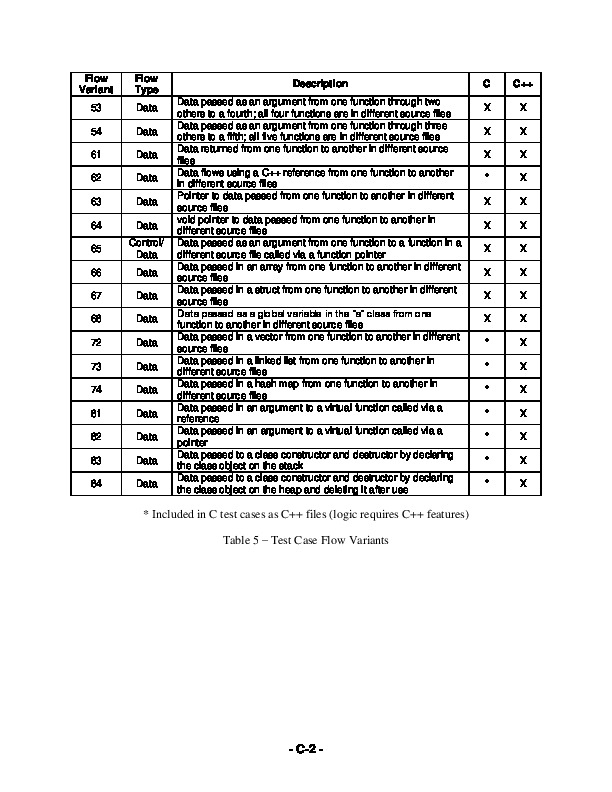 Flow Variant Flow Type Description C C++
53 Data Data passed as an argument from one function through two
others to a fourth; all four functions are in different source files X X
54 Data Data passed as an argument from one function through three
others to a fifth; all five functions are in different source files X X
61 Data Data returned from one function to another in different source
files X X
62 Data Data flows using a C++ reference from one function to another
in different source files * X
63 Data Pointer to data passed from one function to another in different
source files X X
64 Data void pointer to data passed from one function to another in
different source files X X
65 Control/ Data Data passed as an argument from one function to a function in a
different source file called via a function pointer X X
66 Data Data passed in an array from one function to another in different
source files X X
67 Data Data passed in a struct from one function to another in different
source files X X
68 Data Data passed as a global variable in the "a" class from one
function to another in different source files X X
72 Data Data passed in a vector from one function to another in different
source files * X
73 Data Data passed in a linked list from one function to another in
different source files * X
74 Data Data passed in a hash map from one function to another in
different source files * X
81 Data Data passed in an argument to a virtual function called via a
reference * X
82 Data Data passed in an argument to a virtual function called via a
pointer * X
83 Data Data passed to a class constructor and destructor by declaring
the class object on the stack * X
84 Data Data passed to a class constructor and destructor by declaring
the class object on the heap and deleting it after use * X
* Included in C test cases as C++ files (logic requires C++ features)
Table 5 – Test Case Flow Variants
- C-2 -